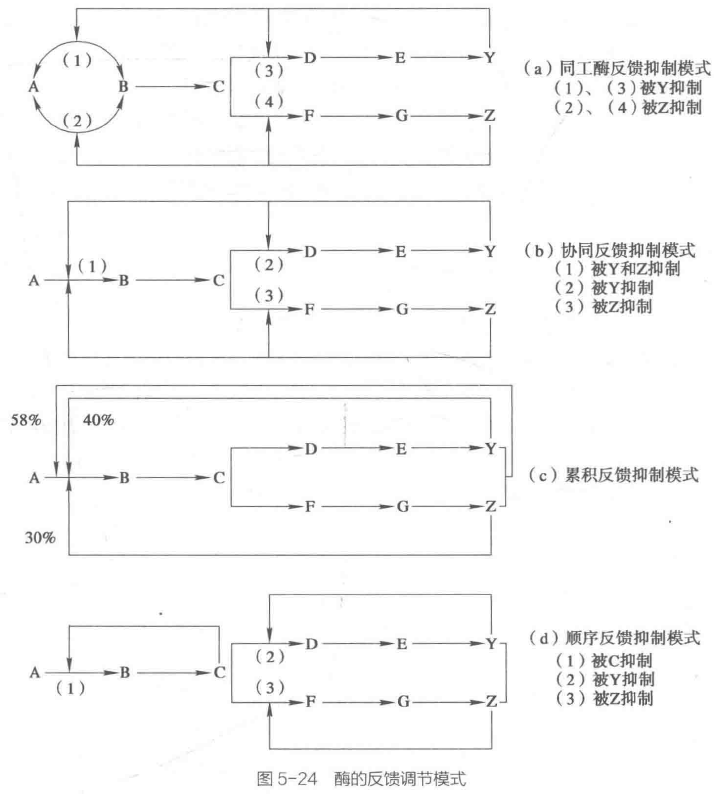 (1)
(2)
A
B
C
(3)
(4)
D
E
Y
F
G
Z
(a) 同工酶反馈抑制模式
(1)、(3)被Y抑制
(2)、(4)被Z抑制
A
(1)
B
C
(2)
(3)
D
E
Y
F
G
Z
(b) 协同反馈抑制模式
(1)被Y和Z抑制
(2)被Y抑制
(3)被Z抑制
58%
40%
30%
A
B
C
D
E
Y
F
G
Z
(c) 累积反馈抑制模式
A
(1)
B
C
(2)
(3)
D
E
Y
F
G
Z
(d) 顺序反馈抑制模式
(1)被C抑制
(2)被Y抑制
(3)被Z抑制
图 5-24 酶的反馈调节模式